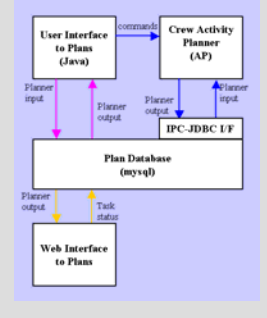 User Interface
to Plans
(Java)
commands
Crew Activity
Planner
(AP)
Planner
input
Planner
output
Planner
output
Planner
input
IPC-JDBC I/F
Plan Database
(mysql)
Planner
output
Task
status
Web Interface
to Plans